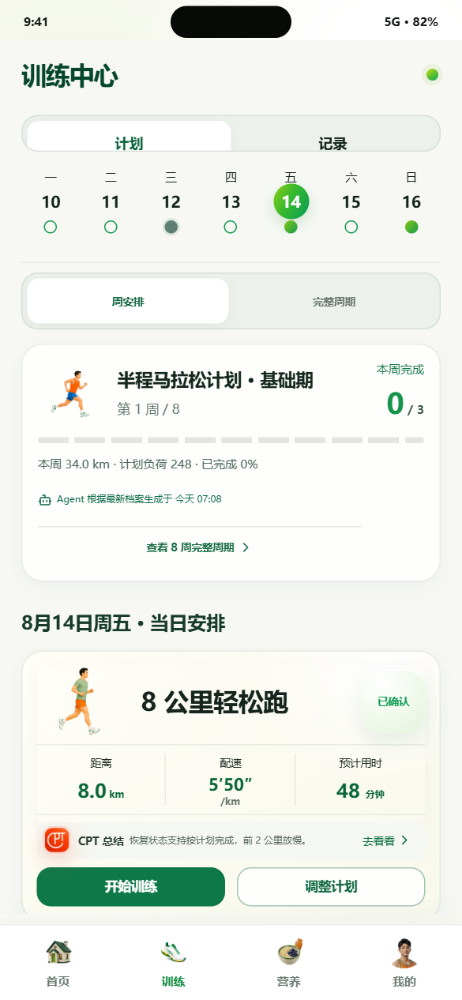 9:41
5G • 82%
训练中心
计划
记录
一 二 三 四 五 六 日
10 11 12 13 14 15 16
周安排
完整周期
半程马拉松计划 • 基础期
第 1 周 / 8
本周完成
0 / 3
本周 34.0 km · 计划负荷 248 · 已完成 0%
Agent 根据最新档案生成于 今天 07:08
查看 8 周完整周期
8月14日周五 • 当日安排
8 公里轻松跑
已确认
距离
8.0 km
配速
5′50″
/km
预计用时
48 分钟
CPT
CPT 总结 恢复状态支持按计划完成，前 2 公里放慢。
去看看
开始训练
调整计划
首页
训练
营养
我的